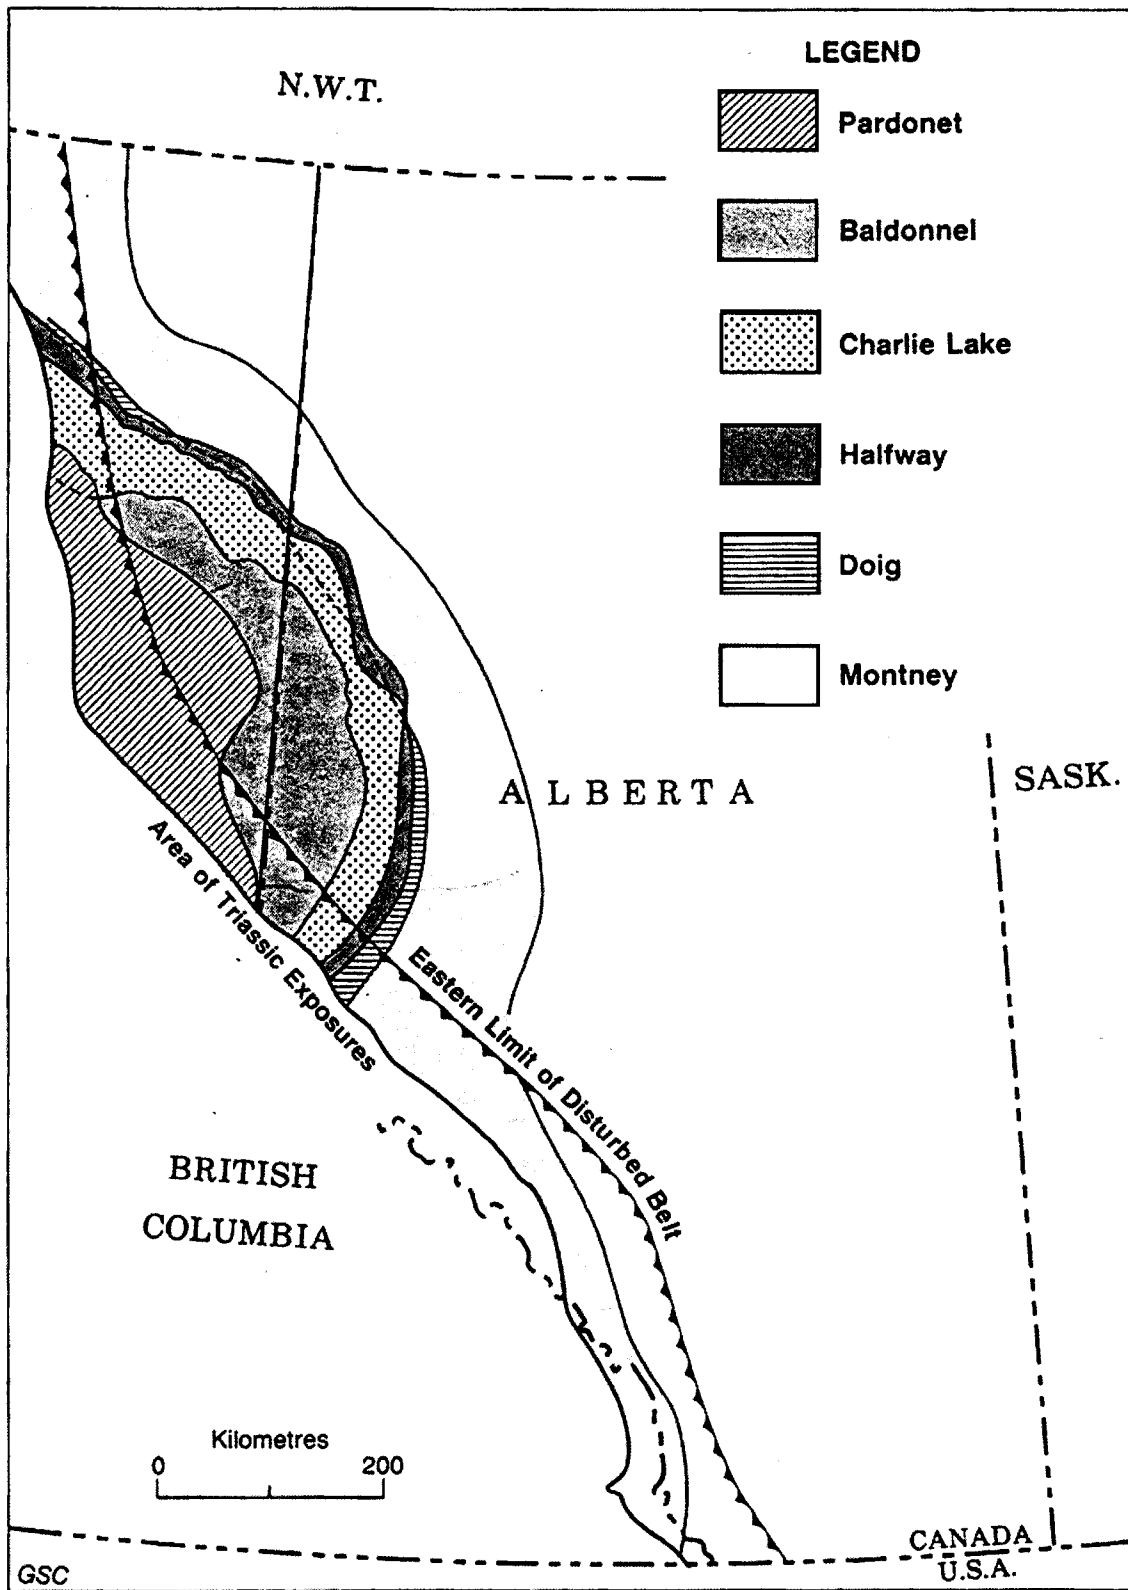 LEGEND
N.W.T.
Pardonet
Baldonnel
Charlie Lake
Halfway
Doig
Montney
ALBERTA
SASK.
Area of Triassic Exposures
Eastern Limit of Disturbed Belt
BRITISH
COLUMBIA
Kilometres
0 200
CANADA
U.S.A.
GSC